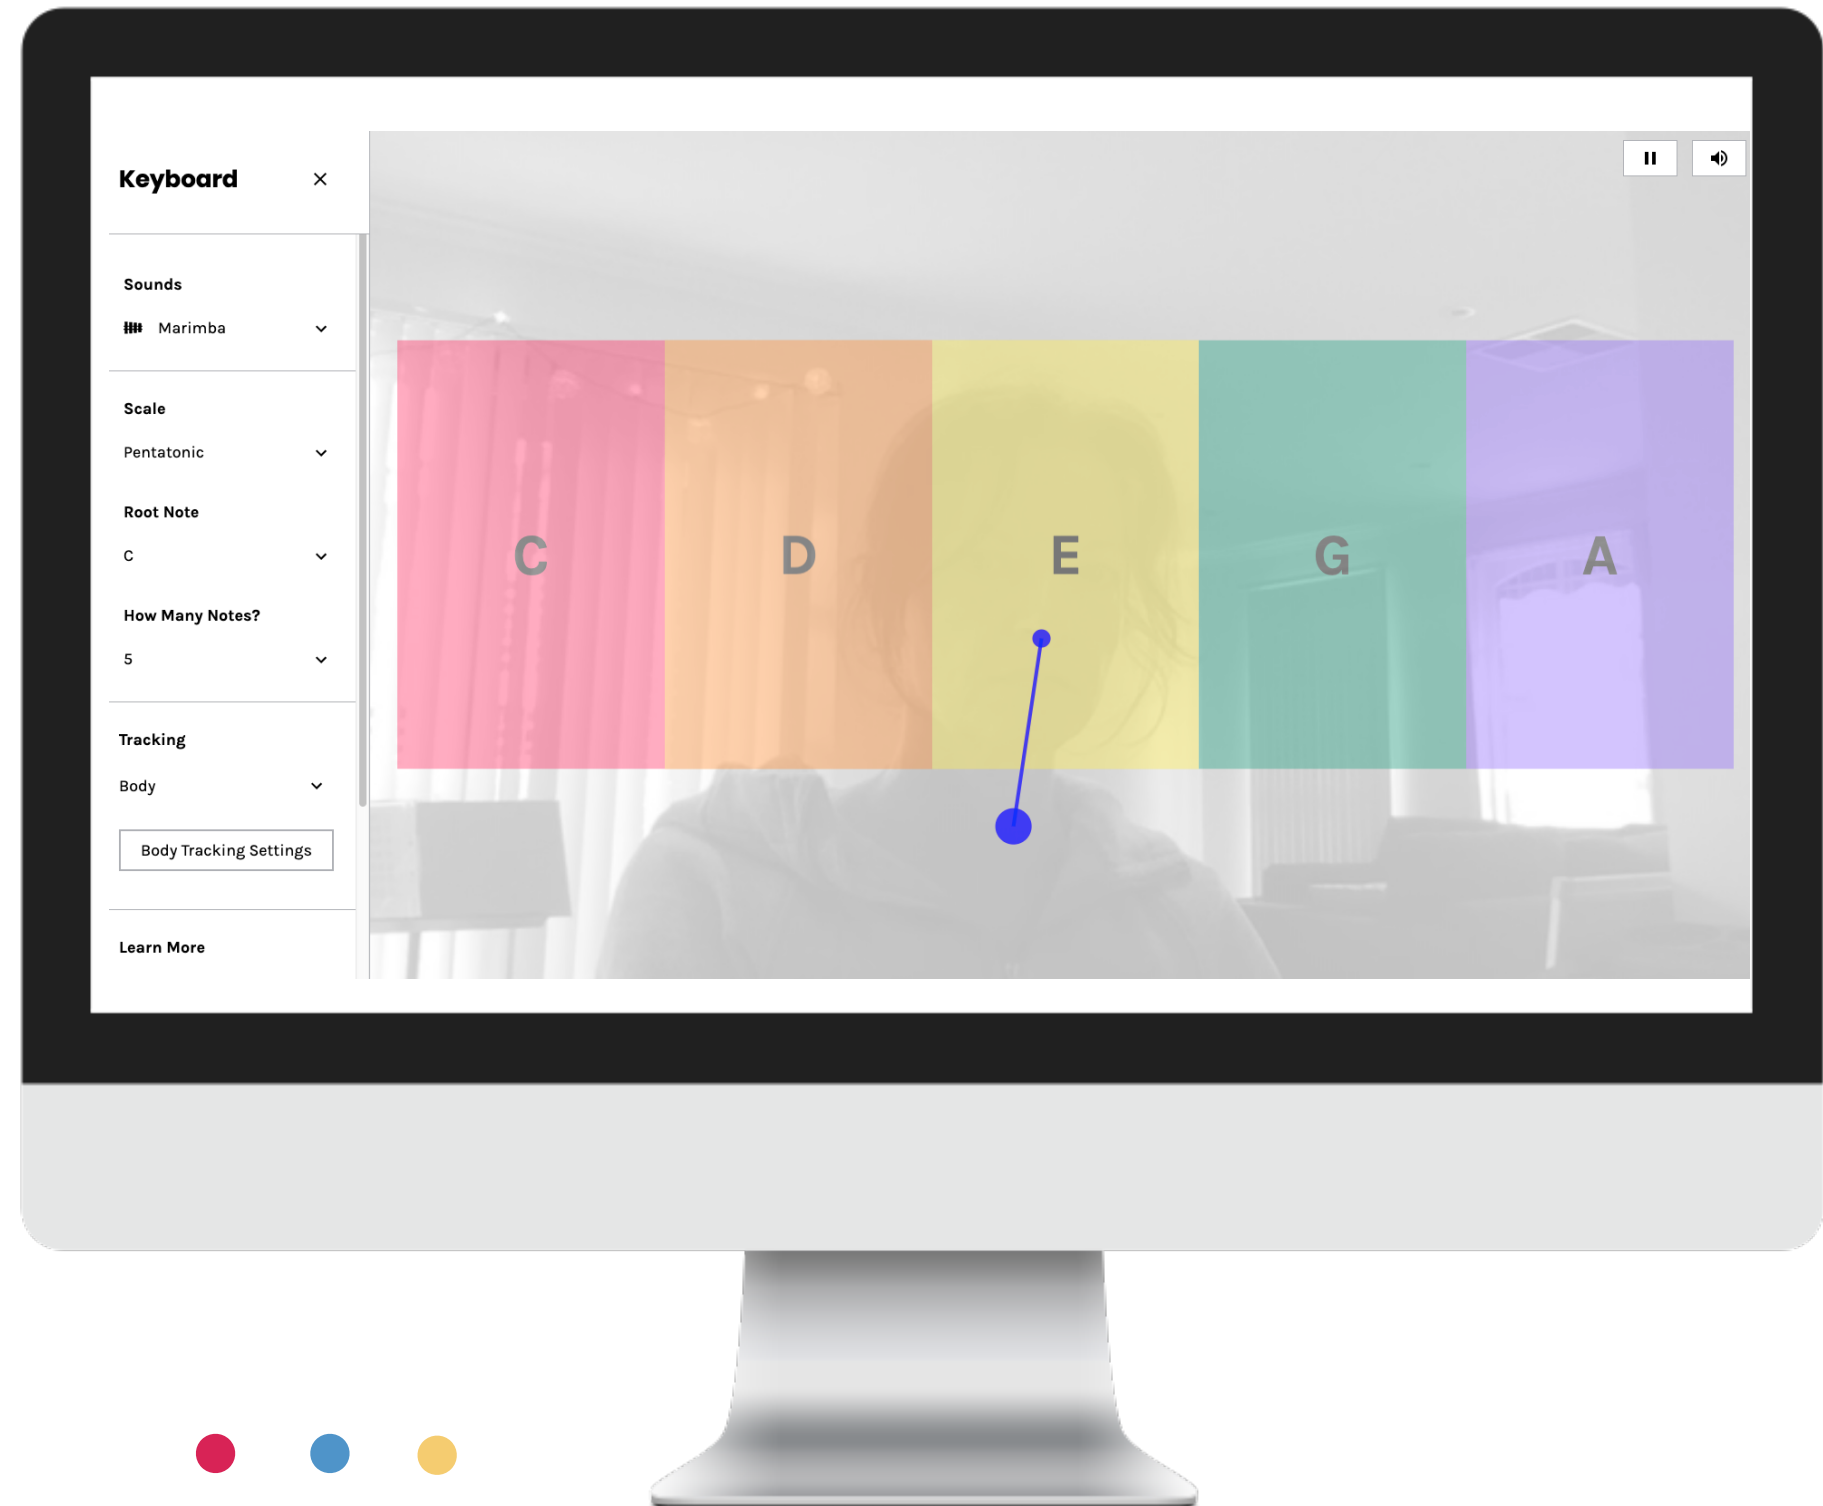 Keyboard
Sounds
Marimba
Scale
Pentatonic
Root Note
C
How Many Notes?
5
Tracking
Body
Body Tracking Settings
Learn More
C D E G A